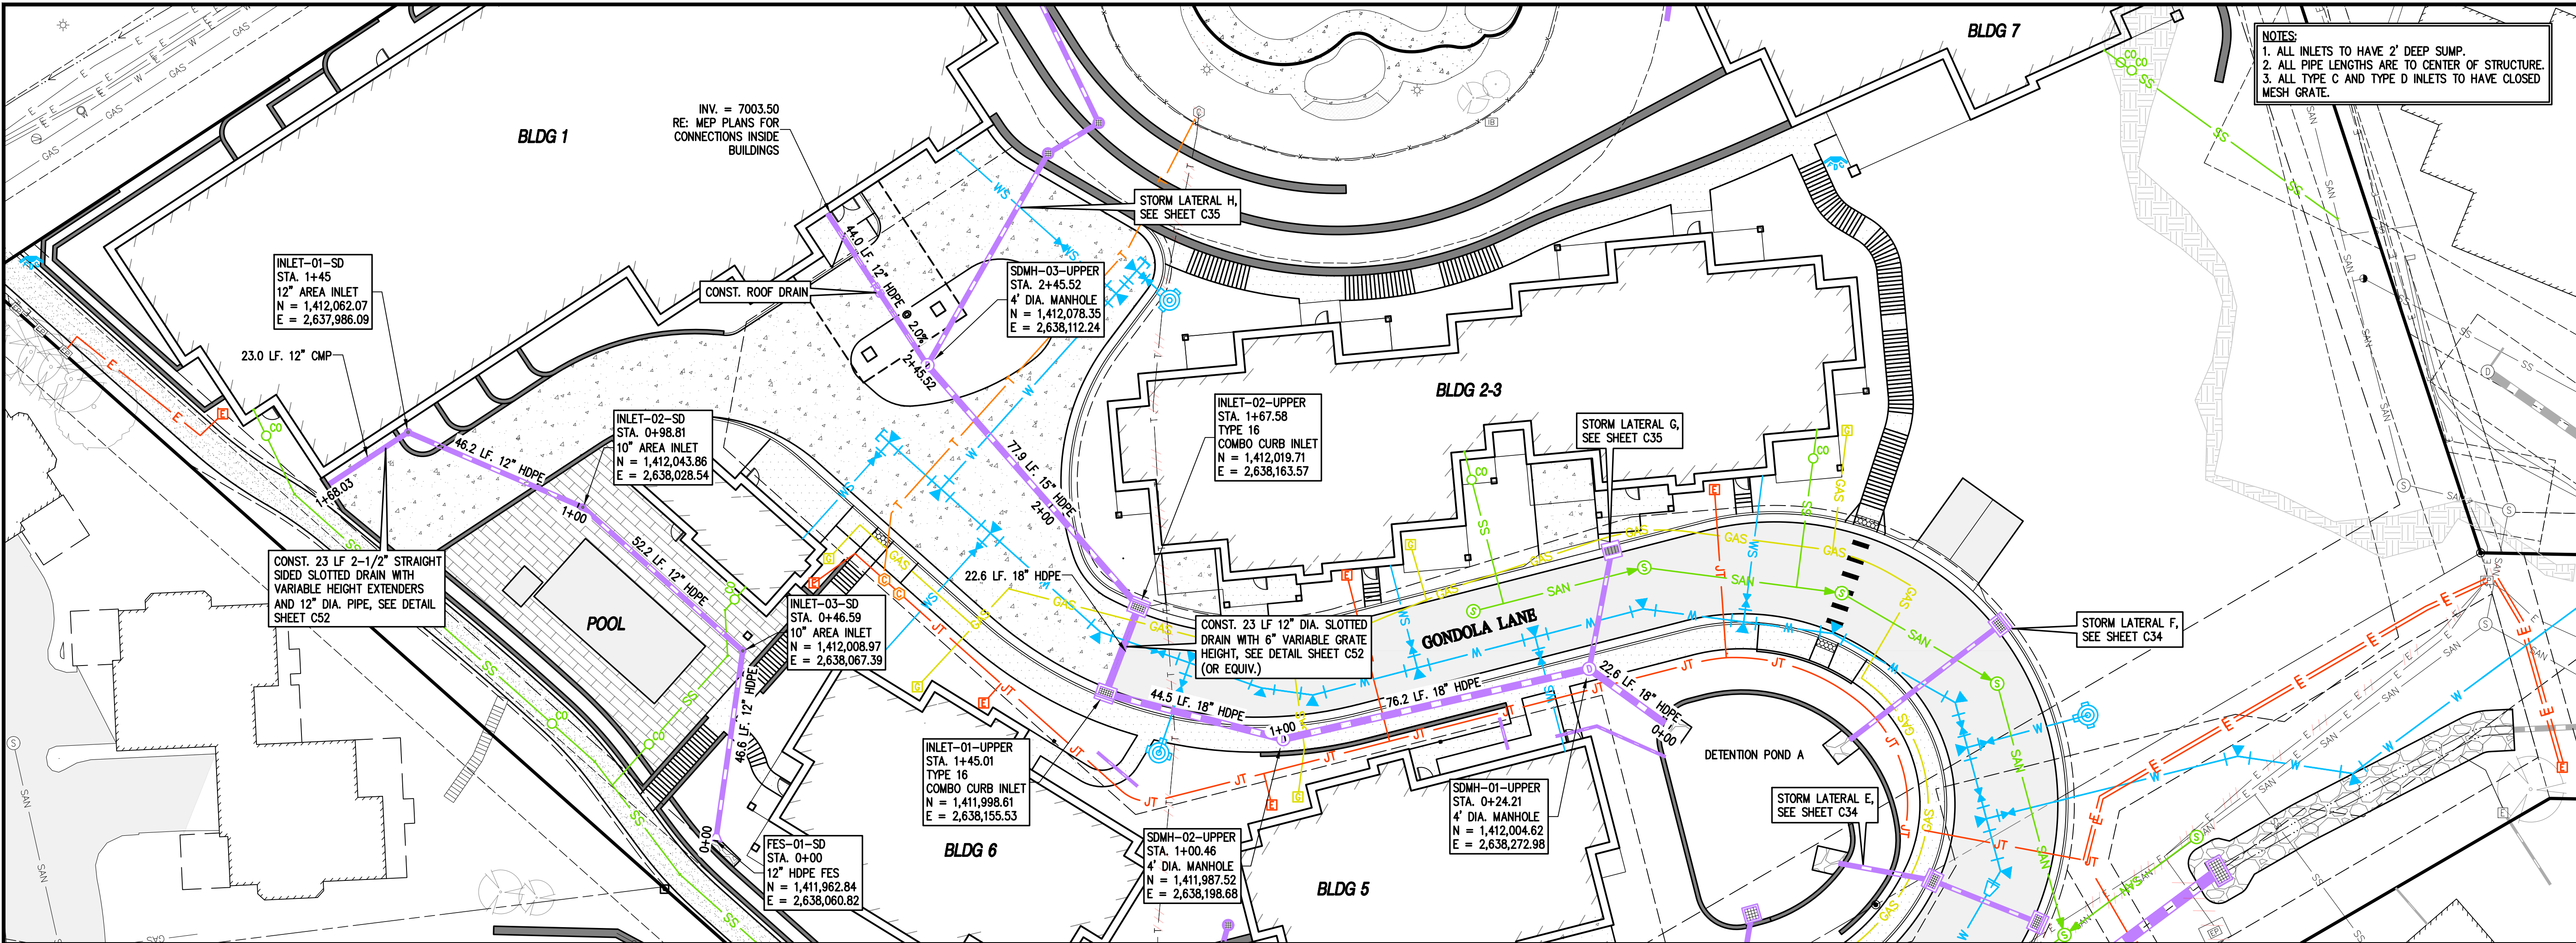 NOTES:
1. ALL INLETS TO HAVE 2' DEEP SUMP.
2. ALL PIPE LENGTHS ARE TO CENTER OF STRUCTURE.
3. ALL TYPE C AND TYPE D INLETS TO HAVE CLOSED
MESH GRATE.
BLDG 7
BLDG 1
INV. = 7003.50
RE: MEP PLANS FOR
CONNECTIONS INSIDE
BUILDINGS
STORM LATERAL H,
SEE SHEET C35
INLET-01-SD
STA. 1+45
12" AREA INLET
N = 1,412,062.07
E = 2,637,986.09
23.0 LF. 12" CMP
CONST. ROOF DRAIN
44.0 LF. 12" HDPE @ 2.0%
SDMH-03-UPPER
STA. 2+45.52
4' DIA. MANHOLE
N = 1,412,078.35
E = 2,638,112.24
2+45.52
BLDG 2-3
INLET-02-SD
STA. 0+98.81
10" AREA INLET
N = 1,412,043.86
E = 2,638,028.54
INLET-02-UPPER
STA. 1+67.58
TYPE 16
COMBO CURB INLET
N = 1,412,019.71
E = 2,638,163.57
STORM LATERAL G,
SEE SHEET C35
46.2 LF. 12" HDPE
77.9 LF. 15" HDPE
2+00
1+68.03
1+00
52.2 LF. 12" HDPE
CONST. 23 LF 2-1/2" STRAIGHT
SIDED SLOTTED DRAIN WITH
VARIABLE HEIGHT EXTENDERS
AND 12" DIA. PIPE, SEE DETAIL
SHEET C52
22.6 LF. 18" HDPE
POOL
INLET-03-SD
STA. 0+46.59
10" AREA INLET
N = 1,412,008.97
E = 2,638,067.39
CONST. 23 LF 12" DIA. SLOTTED
DRAIN WITH 6" VARIABLE GRATE
HEIGHT, SEE DETAIL SHEET C52
(OR EQUIV.)
GONDOLA LANE
STORM LATERAL F,
SEE SHEET C34
44.5 LF. 18" HDPE
1+00
76.2 LF. 18" HDPE
22.6 LF. 18" HDPE
0+00
46.6 LF. 12" HDPE
0+00
INLET-01-UPPER
STA. 1+45.01
TYPE 16
COMBO CURB INLET
N = 1,411,998.61
E = 2,638,155.53
DETENTION POND A
SDMH-01-UPPER
STA. 0+24.21
4' DIA. MANHOLE
N = 1,412,004.62
E = 2,638,272.98
STORM LATERAL E,
SEE SHEET C34
FES-01-SD
STA. 0+00
12" HDPE FES
N = 1,411,962.84
E = 2,638,060.82
BLDG 6
SDMH-02-UPPER
STA. 1+00.46
4' DIA. MANHOLE
N = 1,411,987.52
E = 2,638,198.68
BLDG 5